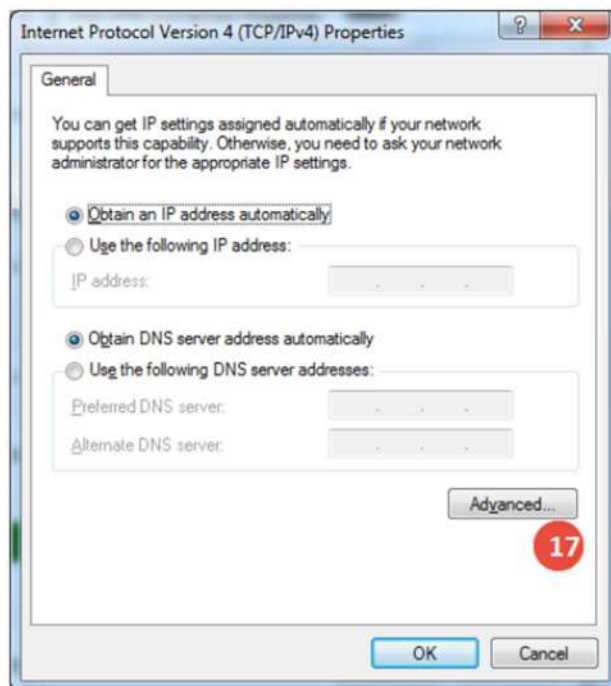 Internet Protocol Version 4 (TCP/IPv4) Properties
General
You can get IP settings assigned automatically if your network
supports this capability. Otherwise, you need to ask your network
administrator for the appropriate IP settings.
Obtain an IP address automatically
Use the following IP address:
IP address:
Obtain DNS server address automatically
Use the following DNS server addresses:
Preferred DNS server:
Alternate DNS server:
Advanced...
17
OK Cancel